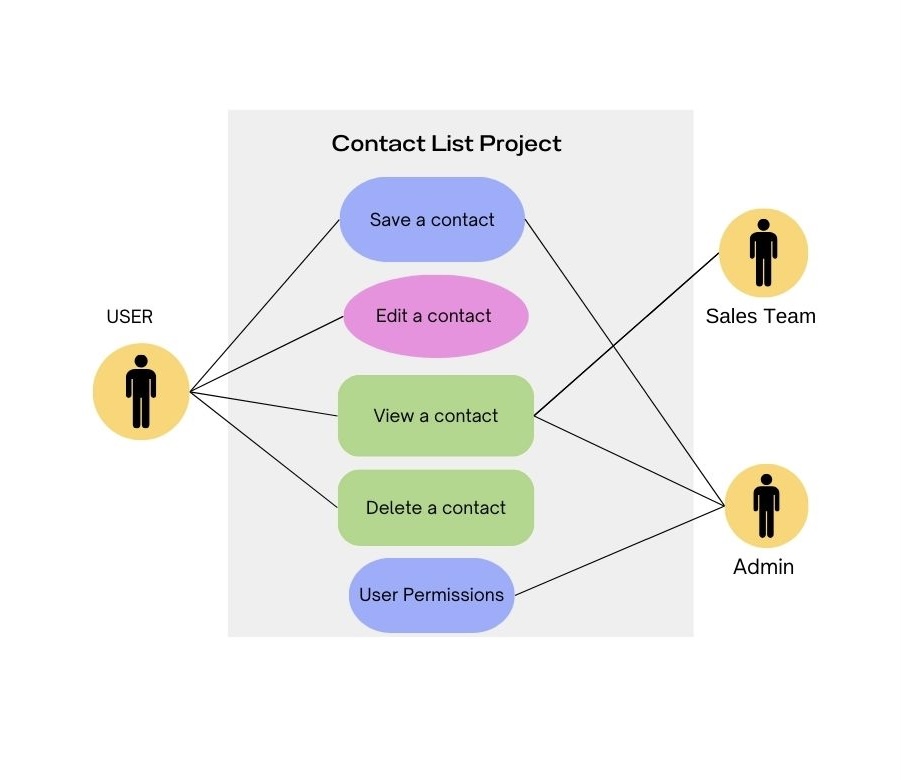 Contact List Project
Save a contact
Edit a contact
USER
Sales Team
View a contact
Delete a contact
Admin
User Permissions